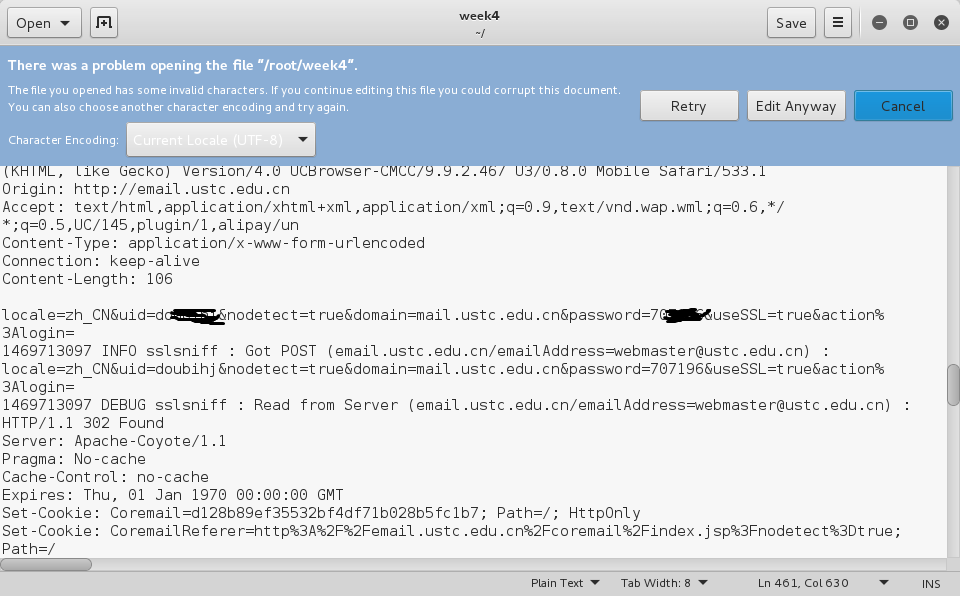 Open
week4
~/
Save
There was a problem opening the file “/root/week4”.
The file you opened has some invalid characters. If you continue editing this file you could corrupt this document.
You can also choose another character encoding and try again.
Retry
Edit Anyway
Cancel
Character Encoding:
Current Locale (UTF-8)
(KHTML, like Gecko) Version/4.0 UCBrowser-CMCC/9.9.2.467 U3/0.8.0 Mobile Safari/533.1
Origin: http://email.ustc.edu.cn
Accept: text/html,application/xhtml+xml,application/xml;q=0.9,text/vnd.wap.wml;q=0.6,*/
*;q=0.5,UC/145,plugin/1,alipay/un
Content-Type: application/x-www-form-urlencoded
Connection: keep-alive
Content-Length: 106
locale=zh_CN&uid=do &nodetect=true&domain=mail.ustc.edu.cn&password=70 &useSSL=true&action%
3Alogin=
1469713097 INFO sslsniff : Got POST (email.ustc.edu.cn/emailAddress=webmaster@ustc.edu.cn) :
locale=zh_CN&uid=doubihj&nodetect=true&domain=mail.ustc.edu.cn&password=707196&useSSL=true&action%
3Alogin=
1469713097 DEBUG sslsniff : Read from Server (email.ustc.edu.cn/emailAddress=webmaster@ustc.edu.cn) :
HTTP/1.1 302 Found
Server: Apache-Coyote/1.1
Pragma: No-cache
Cache-Control: no-cache
Expires: Thu, 01 Jan 1970 00:00:00 GMT
Set-Cookie: Coremail=d128b89ef35532bf4df71b028b5fc1b7; Path=/; HttpOnly
Set-Cookie: CoremailReferer=http%3A%2F%2Femail.ustc.edu.cn%2Fcoremail%2Findex.jsp%3Fnodetect%3Dtrue;
Path=/
Plain Text
Tab Width: 8
Ln 461, Col 630
INS